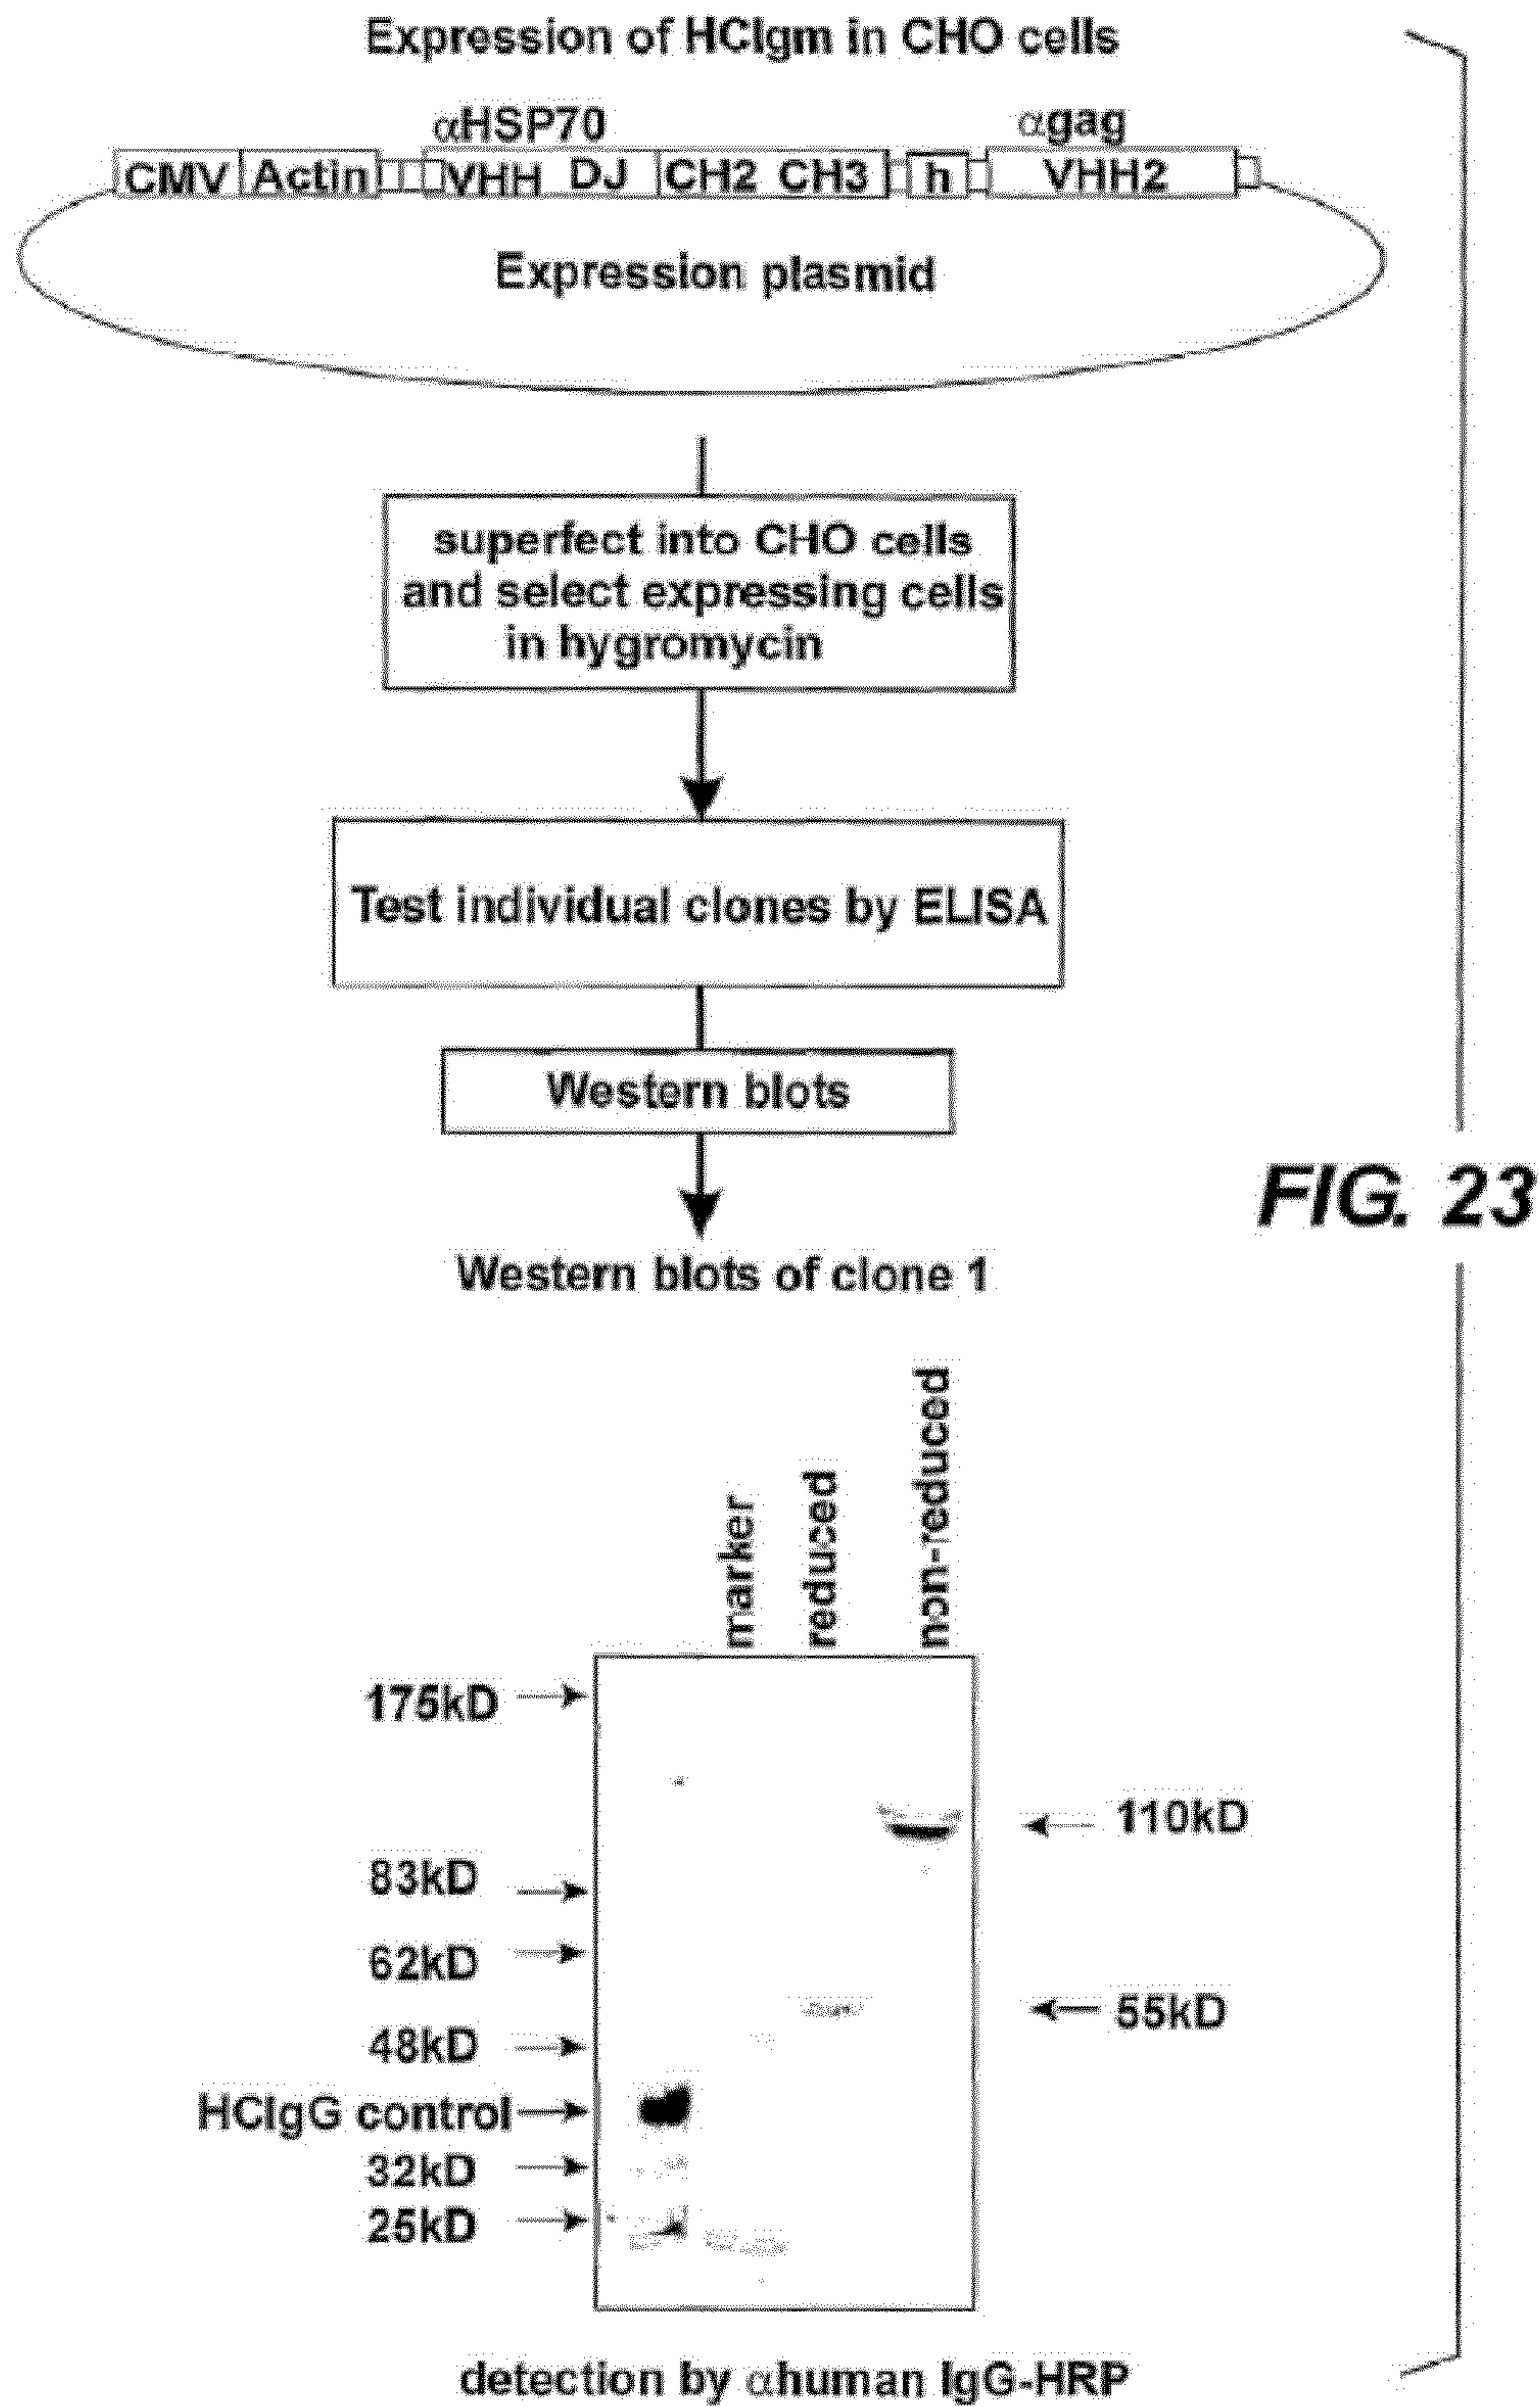 Expression of HCIgm in CHO cells
αHSP70 αgag
CMV Actin VHH DJ CH2 CH3 h VHH2
Expression plasmid
superfect into CHO cells
and select expressing cells
in hygromycin
Test individual clones by ELISA
Western blots
FIG. 23
Western blots of clone 1
marker
reduced
non-reduced
175kD
110kD
83kD
62kD
55kD
48kD
HCIgG control
32kD
25kD
detection by αhuman IgG-HRP